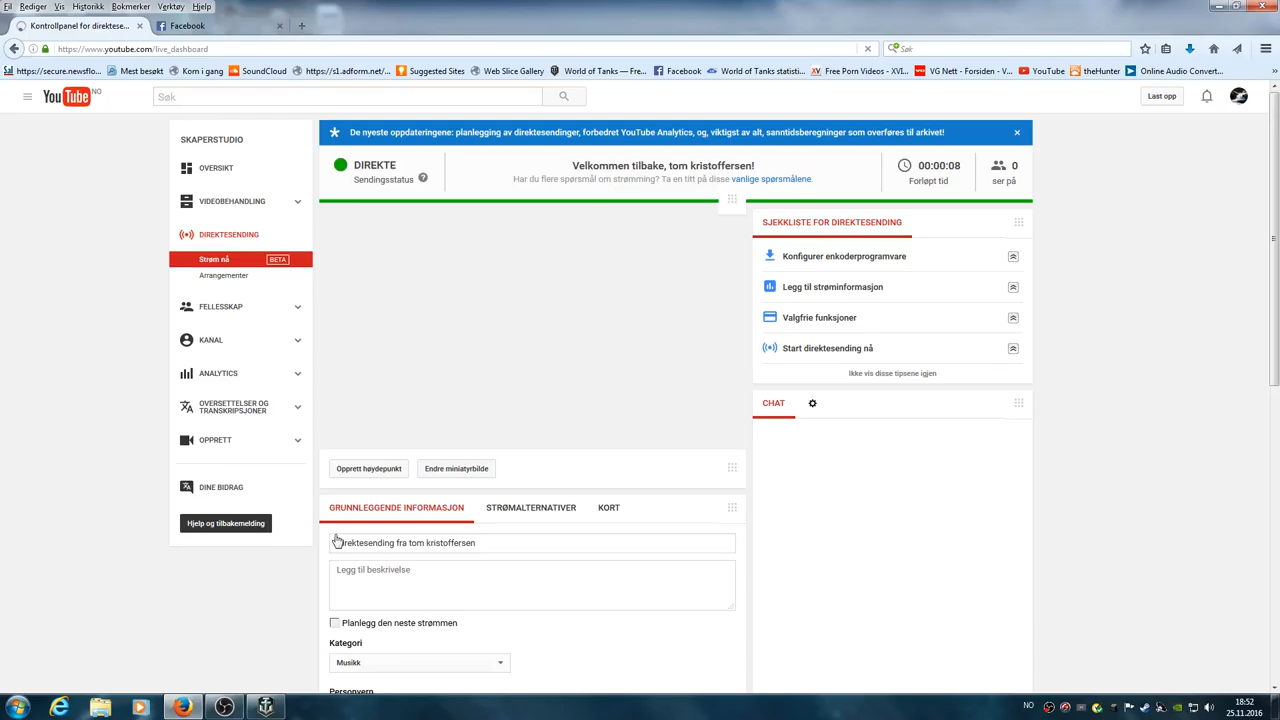 Fil Rediger Vis Historikk Bokmerker Verktøy Hjelp
Kontrollpanel for direktese... × Facebook × +
https://www.youtube.com/live_dashboard
Søk
https://secure.newsflo... Mest besøkt Kom i gang SoundCloud https://s1.adform.net/... Suggested Sites Web Slice Gallery World of Tanks — Fre... Facebook World of Tanks statisti... Free Porn Videos - XVI... VG Nett - Forsiden - V... YouTube theHunter Online Audio Convert...
YouTube NO
Søk
Last opp
SKAPERSTUDIO
OVERSIKT
VIDEOBEHANDLING
DIREKTESENDING
Strøm nå BETA
Arrangementer
FELLESSKAP
KANAL
ANALYTICS
OVERSETTELSER OG
TRANSKRIPSJONER
OPPRETT
DINE BIDRAG
Hjelp og tilbakemelding
De nyeste oppdateringene: planlegging av direktesendinger, forbedret YouTube Analytics, og, viktigst av alt, sanntidsberegninger som overføres til arkivet! ×
DIREKTE
Sendingsstatus ?
Velkommen tilbake, tom kristoffersen!
Har du flere spørsmål om strømming? Ta en titt på disse vanlige spørsmålene.
00:00:08
Forløpt tid
0
ser på
SJEKKLISTE FOR DIREKTESENDING
Konfigurer enkoderprogramvare
Legg til strøminformasjon
Valgfrie funksjoner
Start direktesending nå
Ikke vis disse tipsene igjen
CHAT
Opprett høydepunkt Endre miniatyrbilde
GRUNNLEGGENDE INFORMASJON STRØMALTERNATIVER KORT
Direktesending fra tom kristoffersen
Legg til beskrivelse
Planlegg den neste strømmen
Kategori
Musikk
Personvern
NO
18:52
25.11.2016